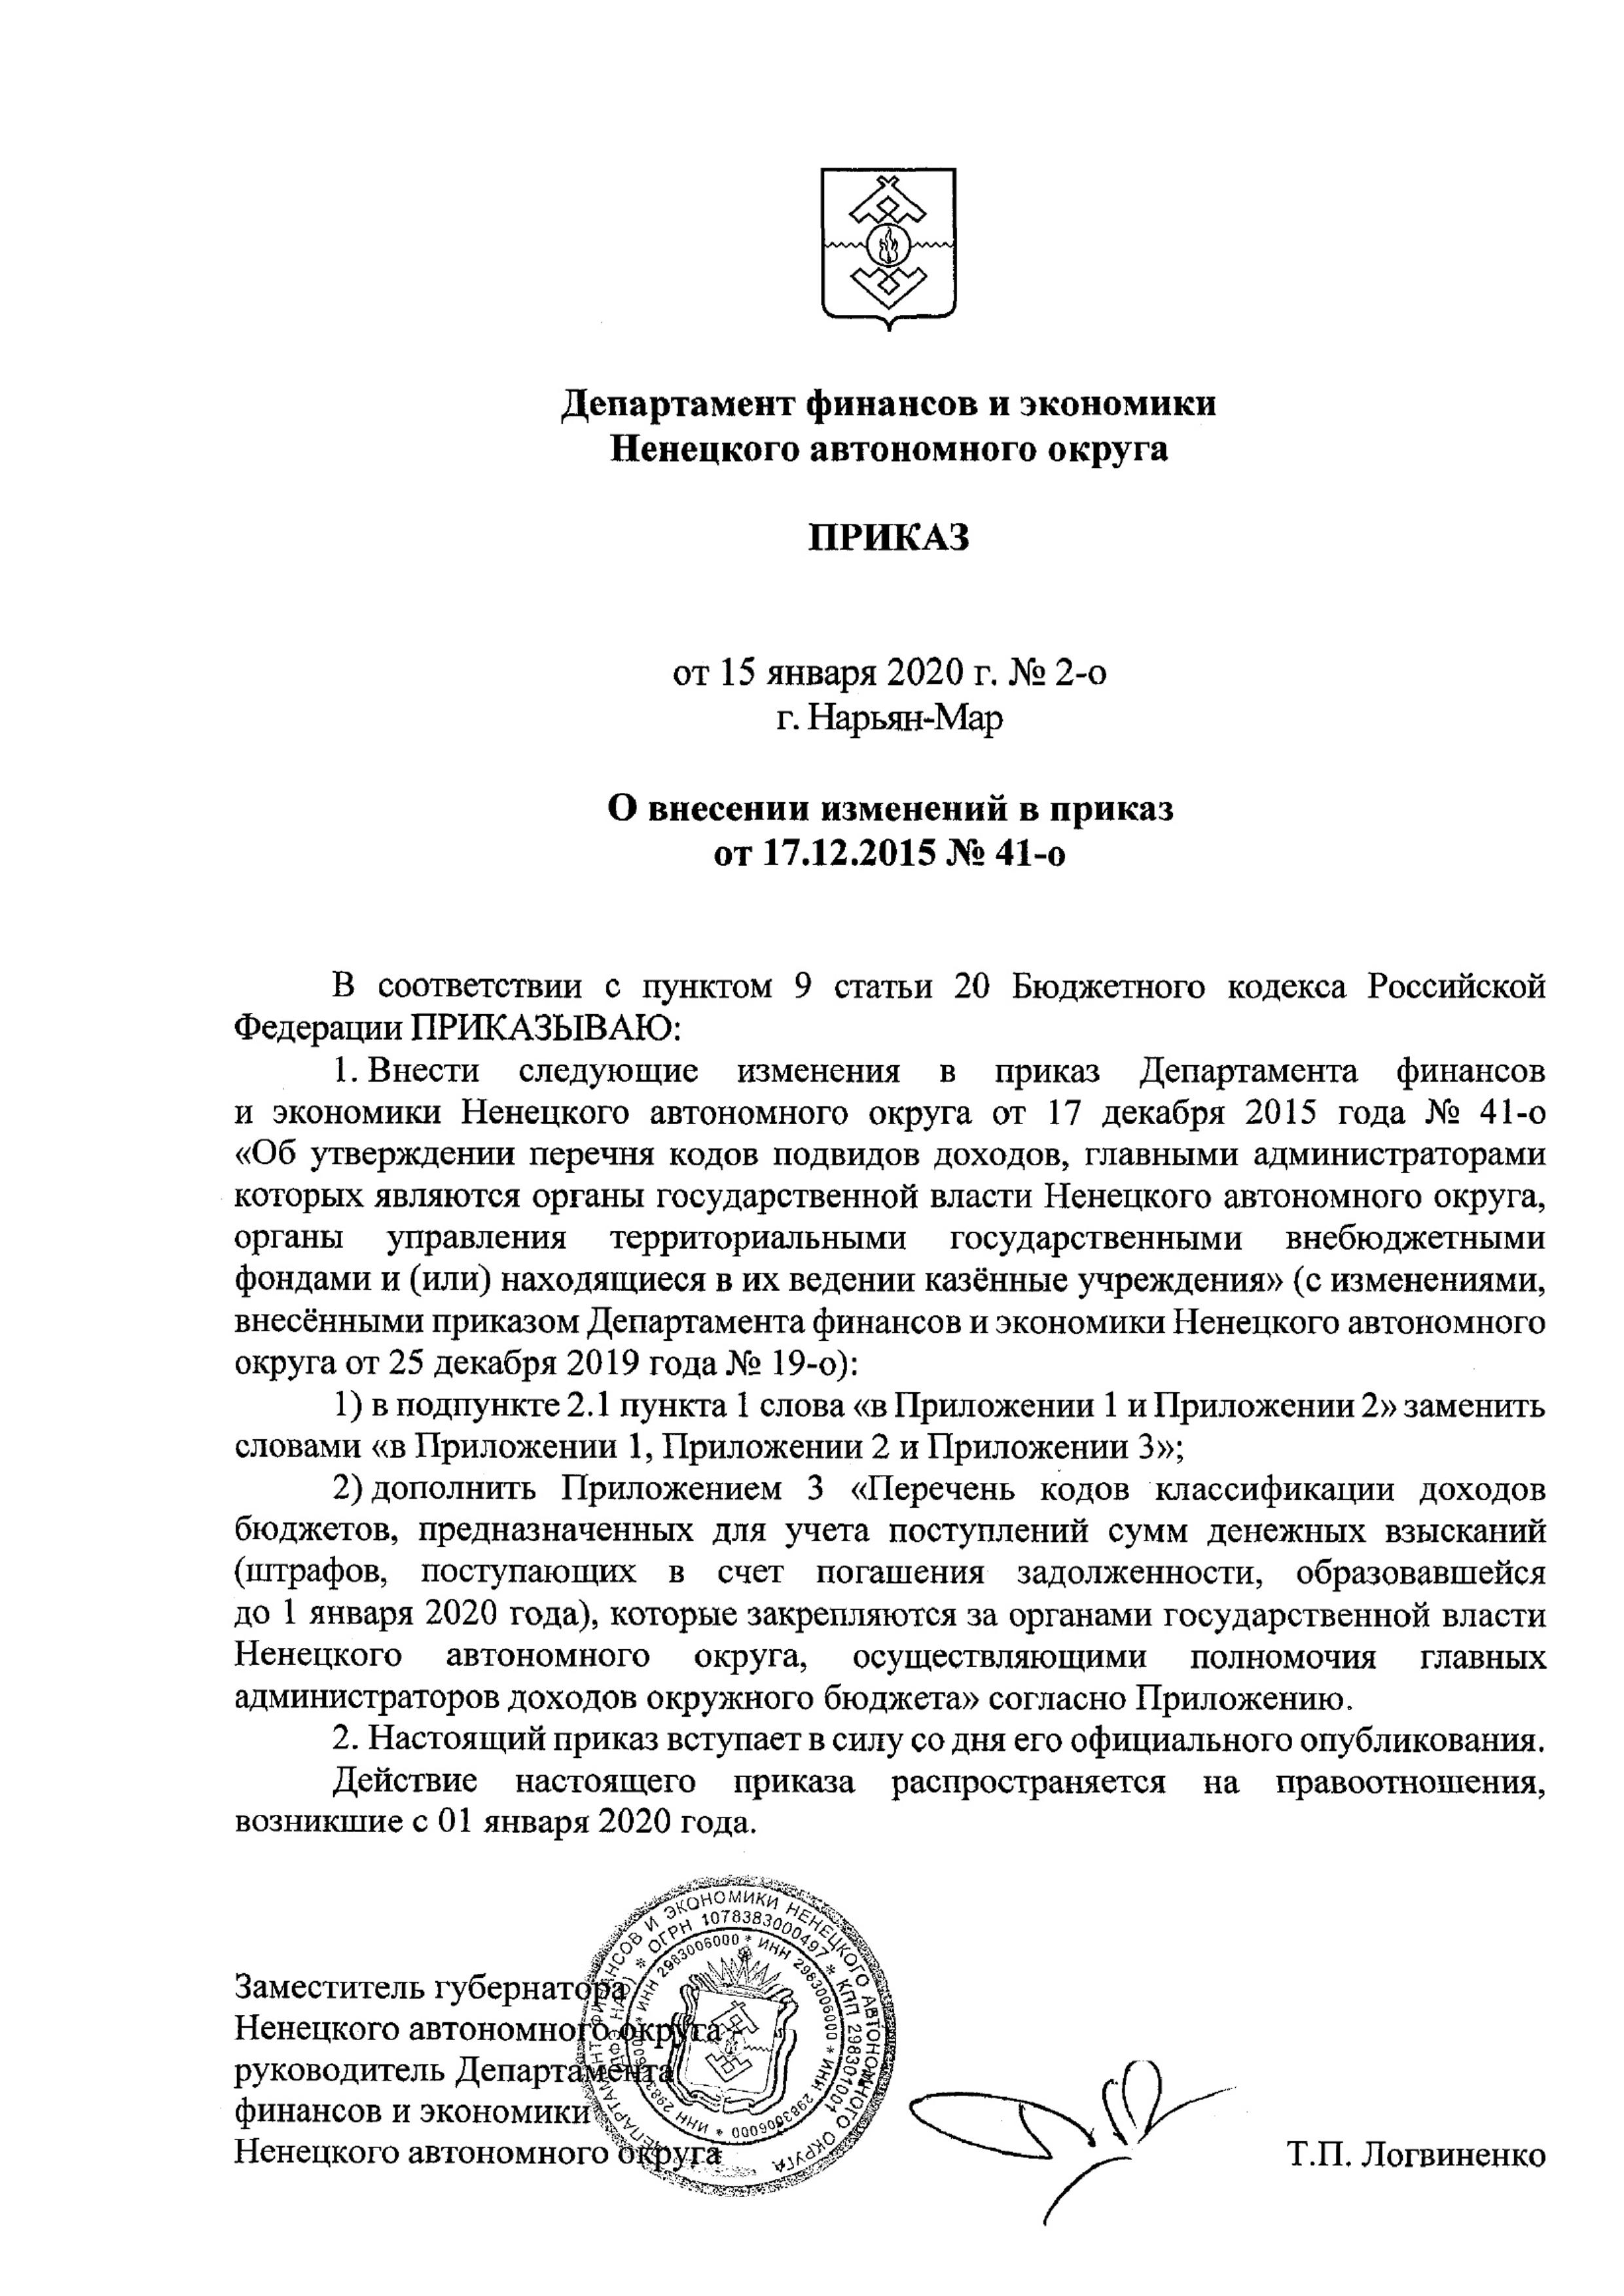 Департамент финансов и экономики
Ненецкого автономного округа
ПРИКАЗ
от 15 января 2020 г. № 2-о
г. Нарьян-Мар
О внесении изменений в приказ
от 17.12.2015 № 41-о
В соответствии с пунктом 9 статьи 20 Бюджетного кодекса Российской
Федерации ПРИКАЗЫВАЮ:
1. Внести следующие изменения в приказ Департамента финансов
и экономики Ненецкого автономного округа от 17 декабря 2015 года № 41-о
«Об утверждении перечня кодов подвидов доходов, главными администраторами
которых являются органы государственной власти Ненецкого автономного округа,
органы управления территориальными государственными внебюджетными
фондами и (или) находящиеся в их ведении казённые учреждения» (с изменениями,
внесёнными приказом Департамента финансов и экономики Ненецкого автономного
округа от 25 декабря 2019 года № 19-о):
1) в подпункте 2.1 пункта 1 слова «в Приложении 1 и Приложении 2» заменить
словами «в Приложении 1, Приложении 2 и Приложении 3»;
2) дополнить Приложением 3 «Перечень кодов классификации доходов
бюджетов, предназначенных для учета поступлений сумм денежных взысканий
(штрафов, поступающих в счет погашения задолженности, образовавшейся
до 1 января 2020 года), которые закрепляются за органами государственной власти
Ненецкого автономного округа, осуществляющими полномочия главных
администраторов доходов окружного бюджета» согласно Приложению.
2. Настоящий приказ вступает в силу со дня его официального опубликования.
Действие настоящего приказа распространяется на правоотношения,
возникшие с 01 января 2020 года.
Заместитель губернатора
Ненецкого автономного округа -
руководитель Департамента
финансов и экономики
Ненецкого автономного округа
Т.П. Логвиненко
ДЕПАРТАМЕНТ ФИНАНСОВ И ЭКОНОМИКИ НЕНЕЦКОГО АВТОНОМНОГО ОКРУГА
(ДФЭ НАО) * ОГРН 1078383000497 * КПП 298301001
* ИНН 2983006000 * ИНН 2983006000 * ИНН 2983006000 * ИНН 2983006000